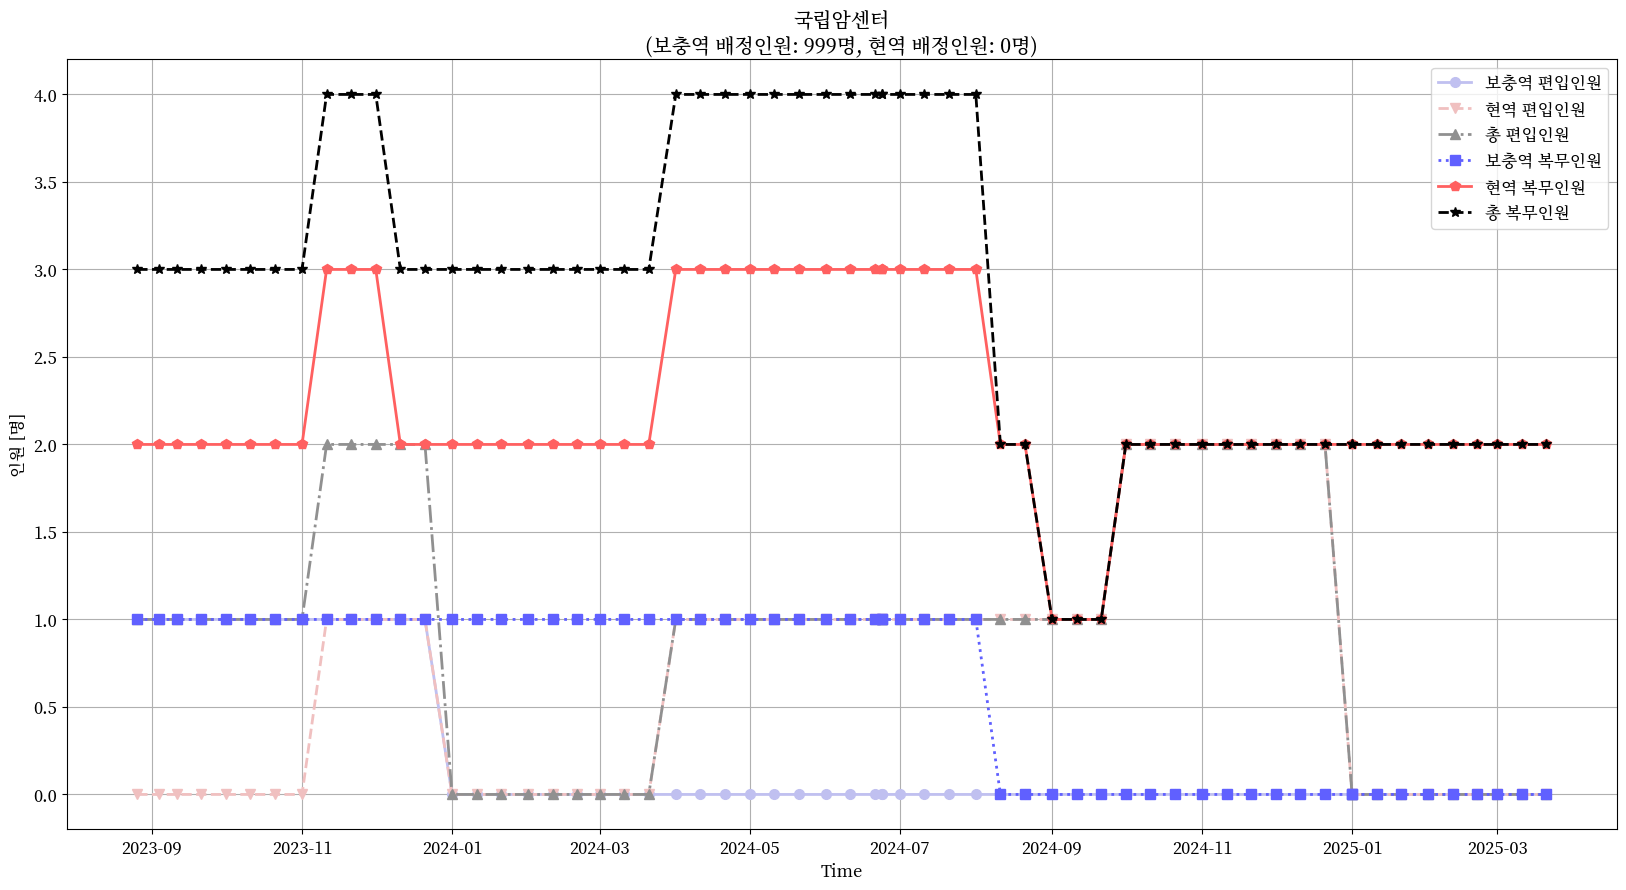 국립암센터
(보충역 배정인원: 999명, 현역 배정인원: 0명)
보충역 편입인원
현역 편입인원
총 편입인원
보충역 복무인원
현역 복무인원
총 복무인원
인원 [명]
4.0
3.5
3.0
2.5
2.0
1.5
1.0
0.5
0.0
2023-09
2023-11
2024-01
2024-03
2024-05
2024-07
2024-09
2024-11
2025-01
2025-03
Time